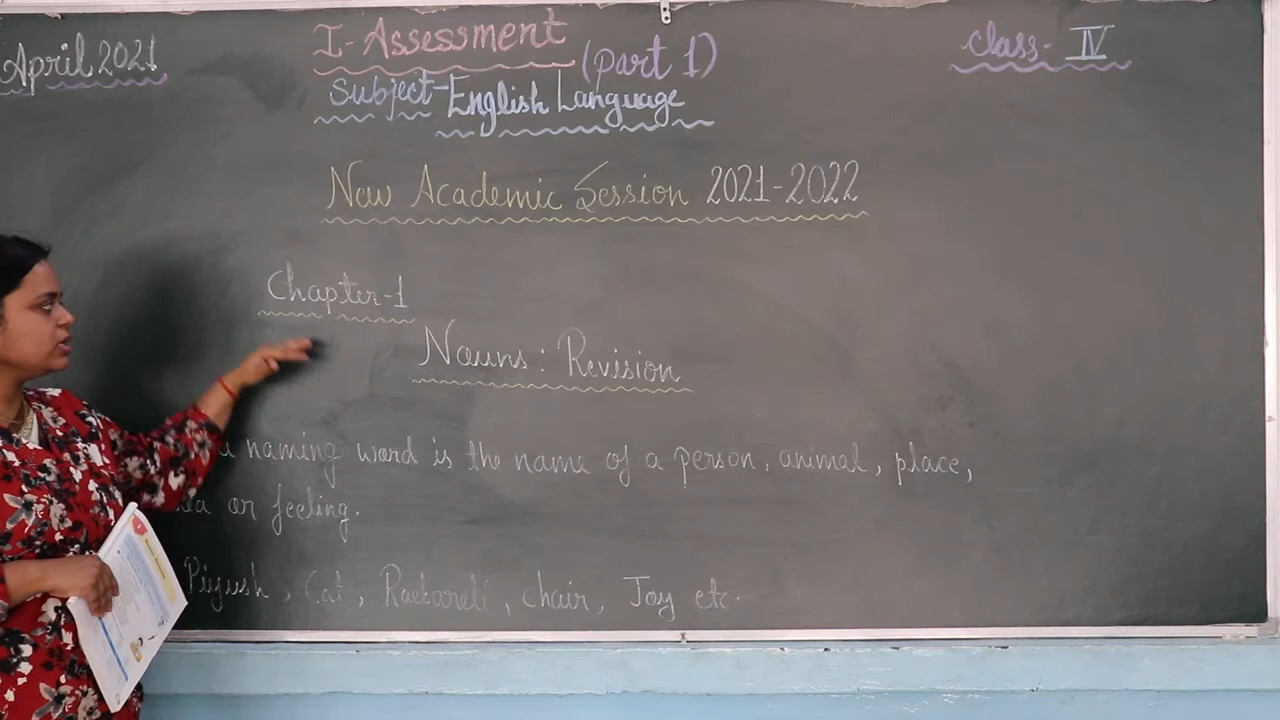 April 2021
I-Assessment (part 1)
class- IV
Subject-English Language
New Academic Session 2021-2022
Chapter-1
Nouns: Revision
naming word is the name of a person, animal, place,
or feeling.
Piyush, Cat, Raebareli, chair, Joy etc.